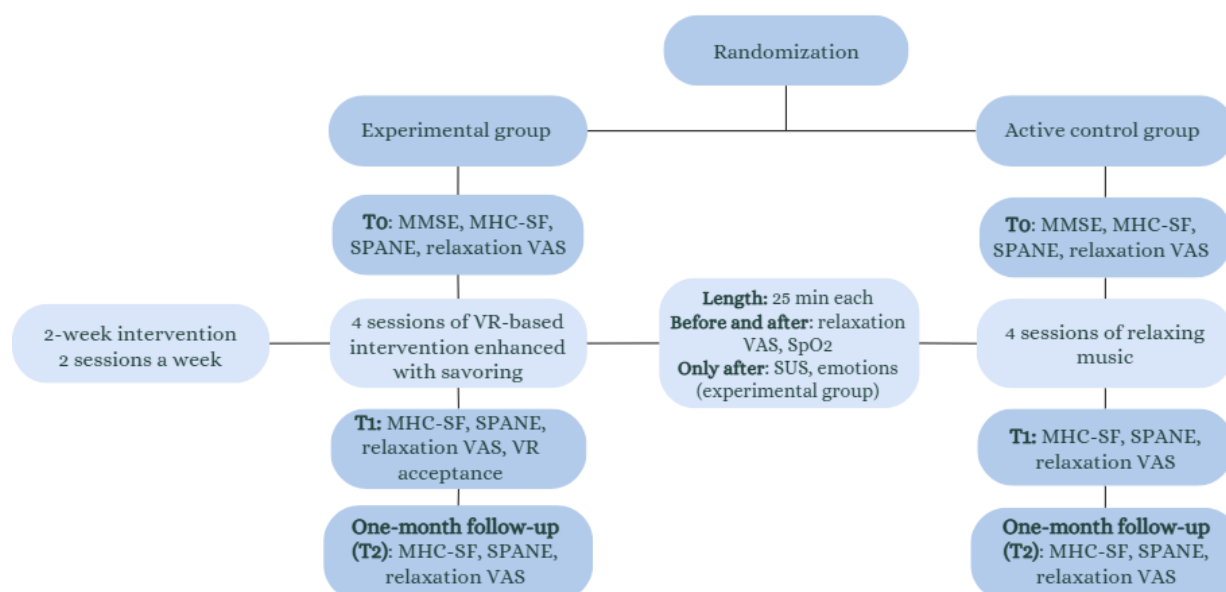 Randomization
Experimental group
Active control group
T0: MMSE, MHC-SF,
SPANE, relaxation VAS
T0: MMSE, MHC-SF,
SPANE, relaxation VAS
2-week intervention
2 sessions a week
4 sessions of VR-based
intervention enhanced
with savoring
Length: 25 min each
Before and after: relaxation
VAS, SpO2
Only after: SUS, emotions
(experimental group)
4 sessions of relaxing
music
T1: MHC-SF, SPANE,
relaxation VAS, VR
acceptance
T1: MHC-SF, SPANE,
relaxation VAS
One-month follow-up
(T2): MHC-SF, SPANE,
relaxation VAS
One-month follow-up
(T2): MHC-SF, SPANE,
relaxation VAS